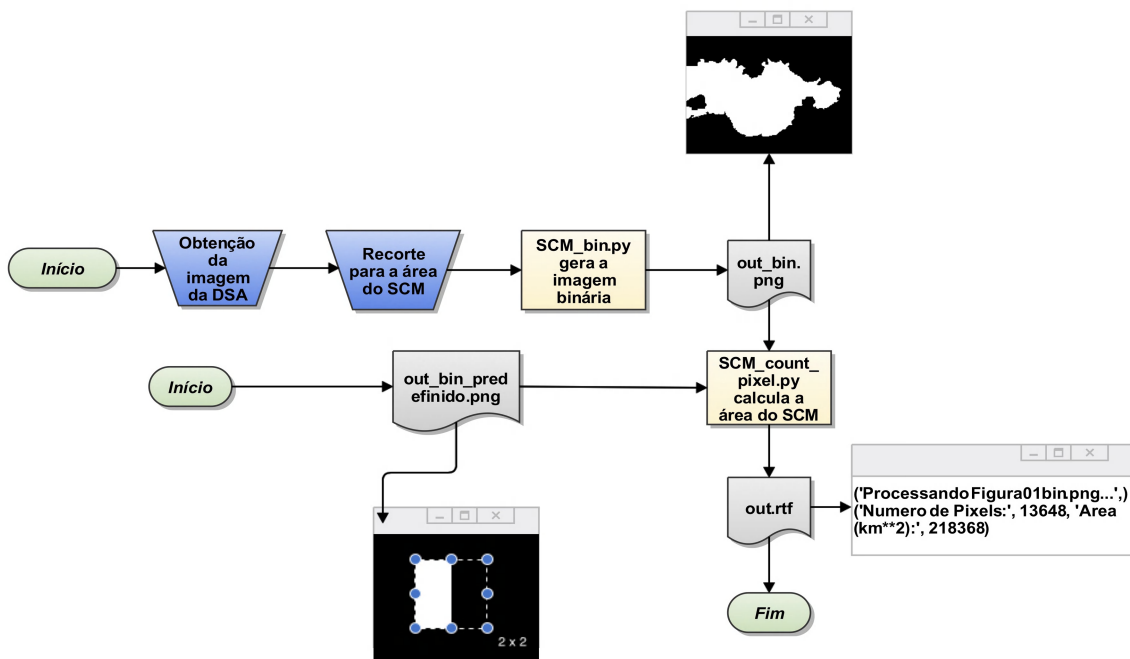 Início
Obtenção
da
imagem
da DSA
Recorte
para a área
do SCM
SCM_bin.py
gera a
imagem
binária
out_bin.
png
Início
out_bin_pred
efinido.png
SCM_count_
pixel.py
calcula a
área do SCM
out.rtf
('Processando Figura01bin.png...',)
('Numero de Pixels:', 13648, 'Area
(km**2):', 218368)
2 x 2
Fim